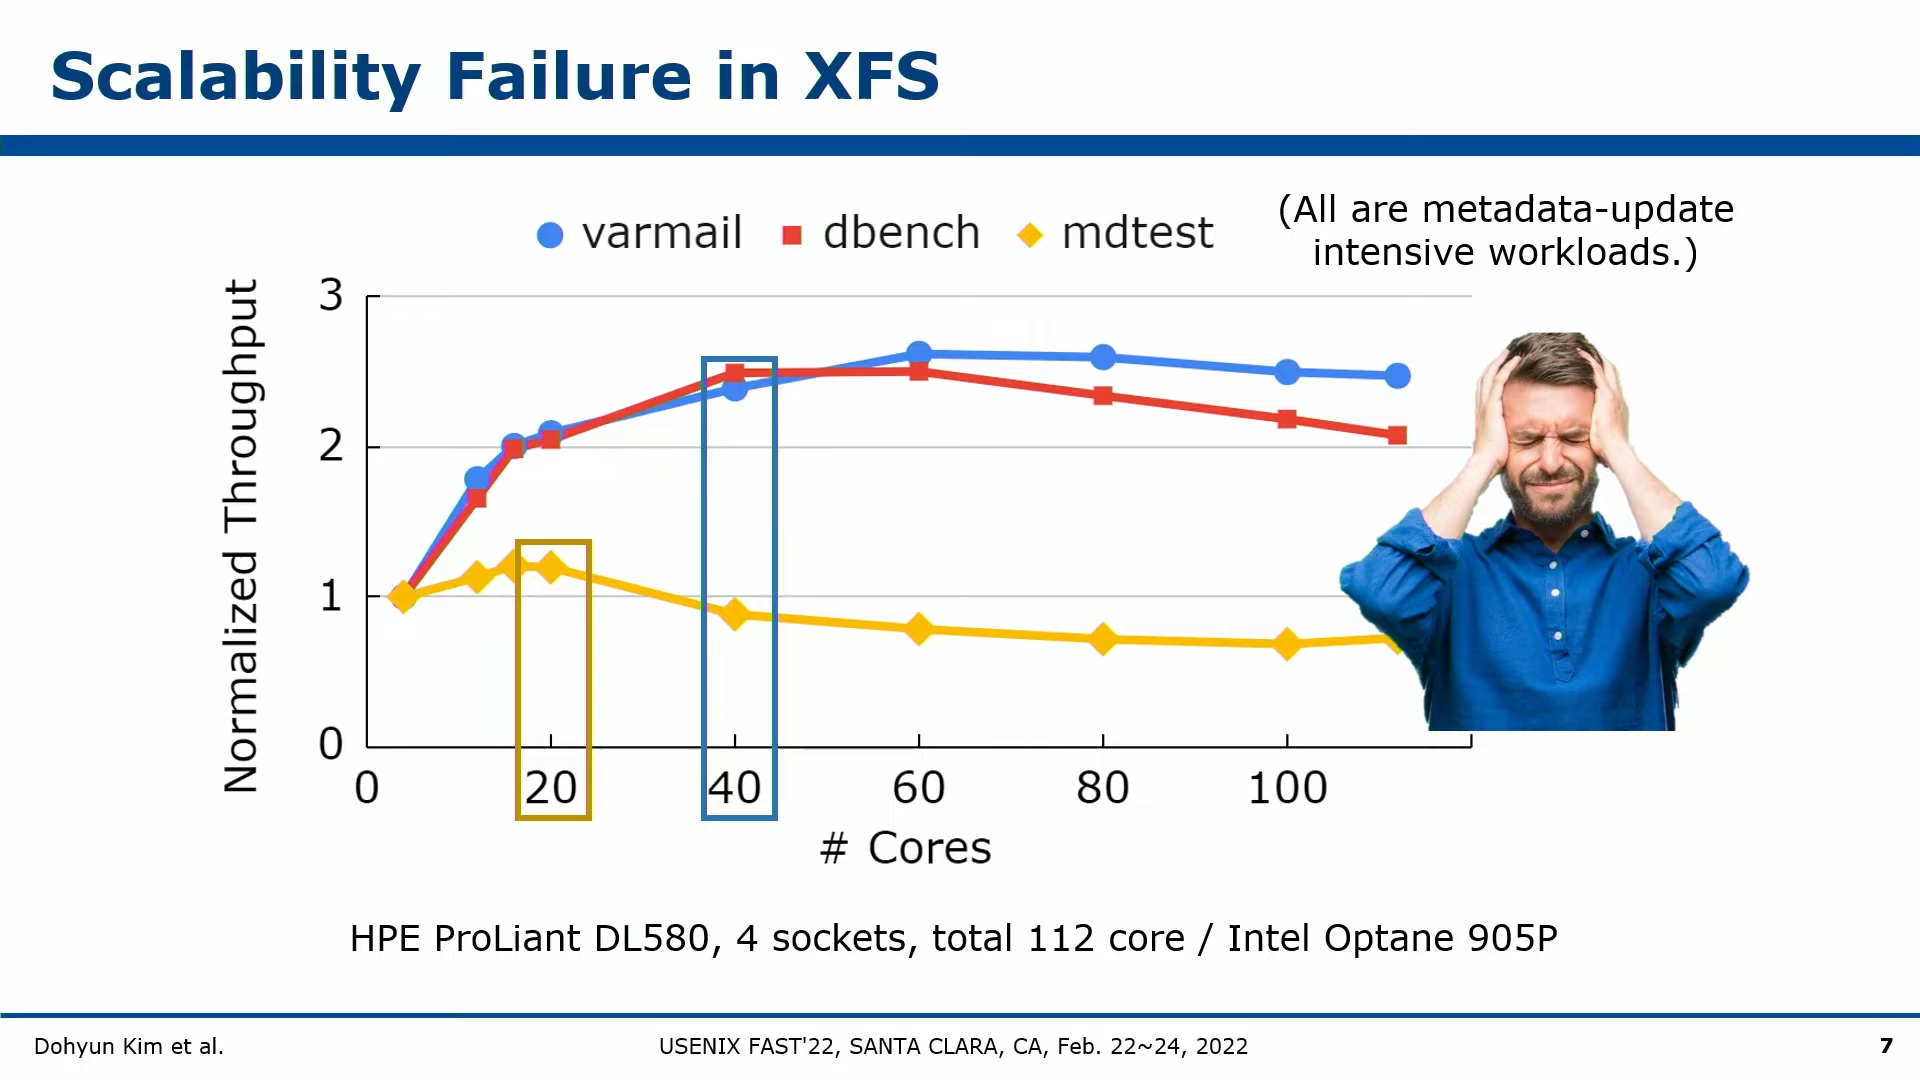 Scalability Failure in XFS
varmail dbench mdtest
(All are metadata-update
intensive workloads.)
Normalized Throughput
3
2
1
0
0 20 40 60 80 100
# Cores
HPE ProLiant DL580, 4 sockets, total 112 core / Intel Optane 905P
Dohyun Kim et al.
USENIX FAST'22, SANTA CLARA, CA, Feb. 22~24, 2022
7